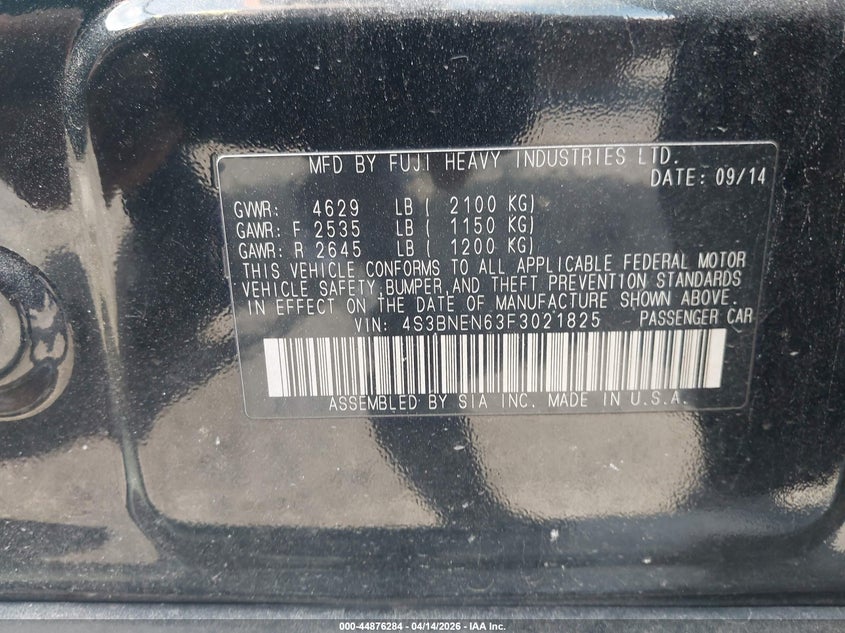 MFD BY FUJI HEAVY INDUSTRIES LTD.
DATE: 09/14
GVWR: 4629 LB ( 2100 KG)
GAWR: F 2535 LB ( 1150 KG)
GAWR: R 2645 LB ( 1200 KG)
THIS VEHICLE CONFORMS TO ALL APPLICABLE FEDERAL MOTOR
VEHICLE SAFETY,BUMPER,AND THEFT PREVENTION STANDARDS
IN EFFECT ON THE DATE OF MANUFACTURE SHOWN ABOVE.
VIN: 4S3BNEN63F3021825 PASSENGER CAR
ASSEMBLED BY SIA INC. MADE IN U.S.A.
000-44876284 - 04/14/2026 - IAA Inc.